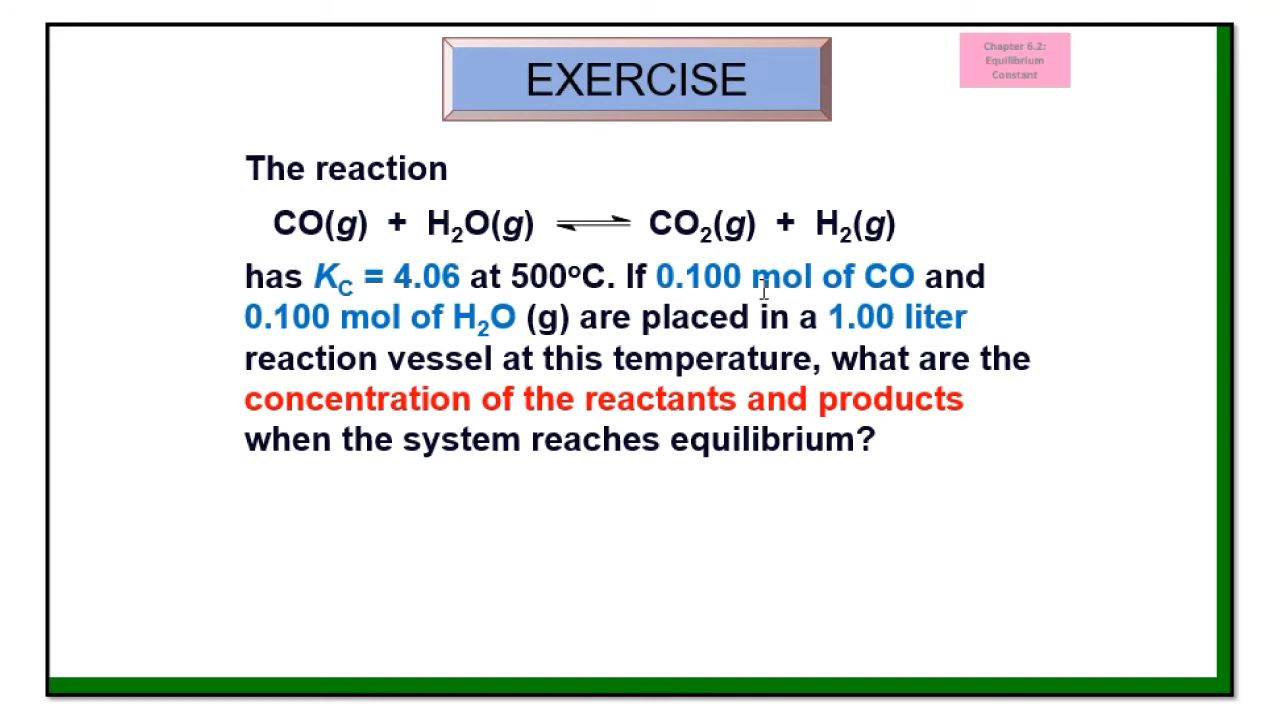 EXERCISE
Chapter 6.2:
Equilibrium
Constant
The reaction
CO(g) + H₂O(g) ⇌ CO₂(g) + H₂(g)
has K_C = 4.06 at 500°C. If 0.100 mol of CO and
0.100 mol of H₂O (g) are placed in a 1.00 liter
reaction vessel at this temperature, what are the
concentration of the reactants and products
when the system reaches equilibrium?